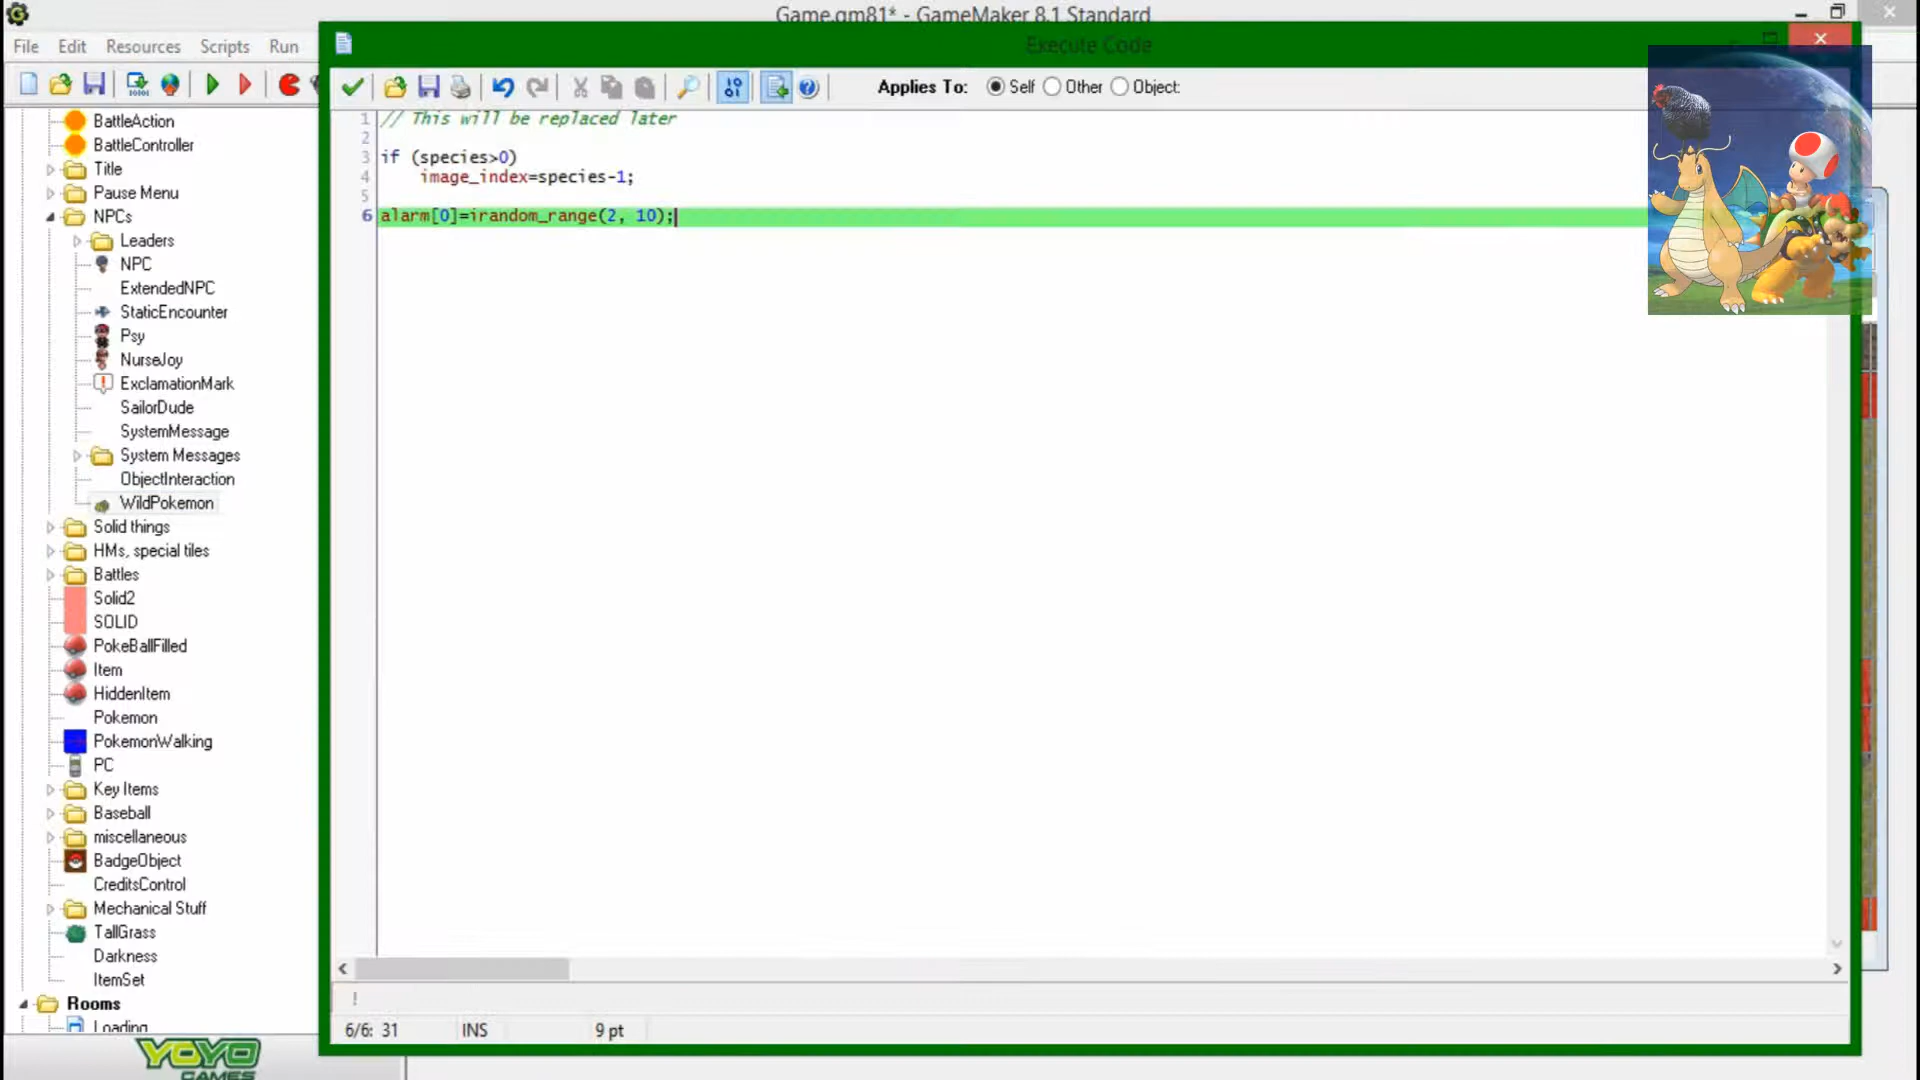 Game.gm81* - GameMaker 8.1 Standard
File Edit Resources Scripts Run
Execute Code
Applies To: Self Other Object:
BattleAction
BattleController
Title
Pause Menu
NPCs
Leaders
NPC
ExtendedNPC
StaticEncounter
Psy
NurseJoy
ExclamationMark
SailorDude
SystemMessage
System Messages
ObjectInteraction
WildPokemon
Solid things
HMs, special tiles
Battles
Solid2
SOLID
PokeBallFilled
Item
HiddenItem
Pokemon
PokemonWalking
PC
Key Items
Baseball
miscellaneous
BadgeObject
CreditsControl
Mechanical Stuff
TallGrass
Darkness
ItemSet
Rooms
Loading
YOYO
GAMES
1 // This will be replaced later
2
3 if (species>0)
4 image_index=species-1;
5
6 alarm[0]=irandom_range(2, 10);
!
6/6: 31 INS 9 pt